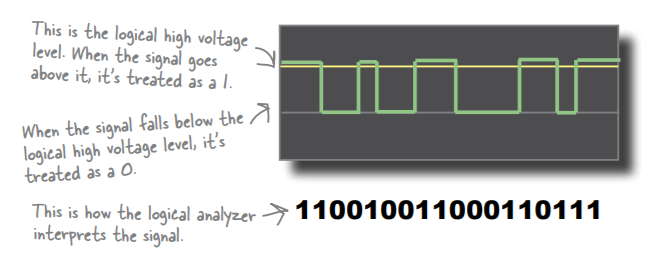 This is the logical high voltage
level. When the signal goes
above it, it's treated as a 1.
When the signal falls below the
logical high voltage level, it's
treated as a 0.
This is how the logical analyzer
interprets the signal.
110010011000110111